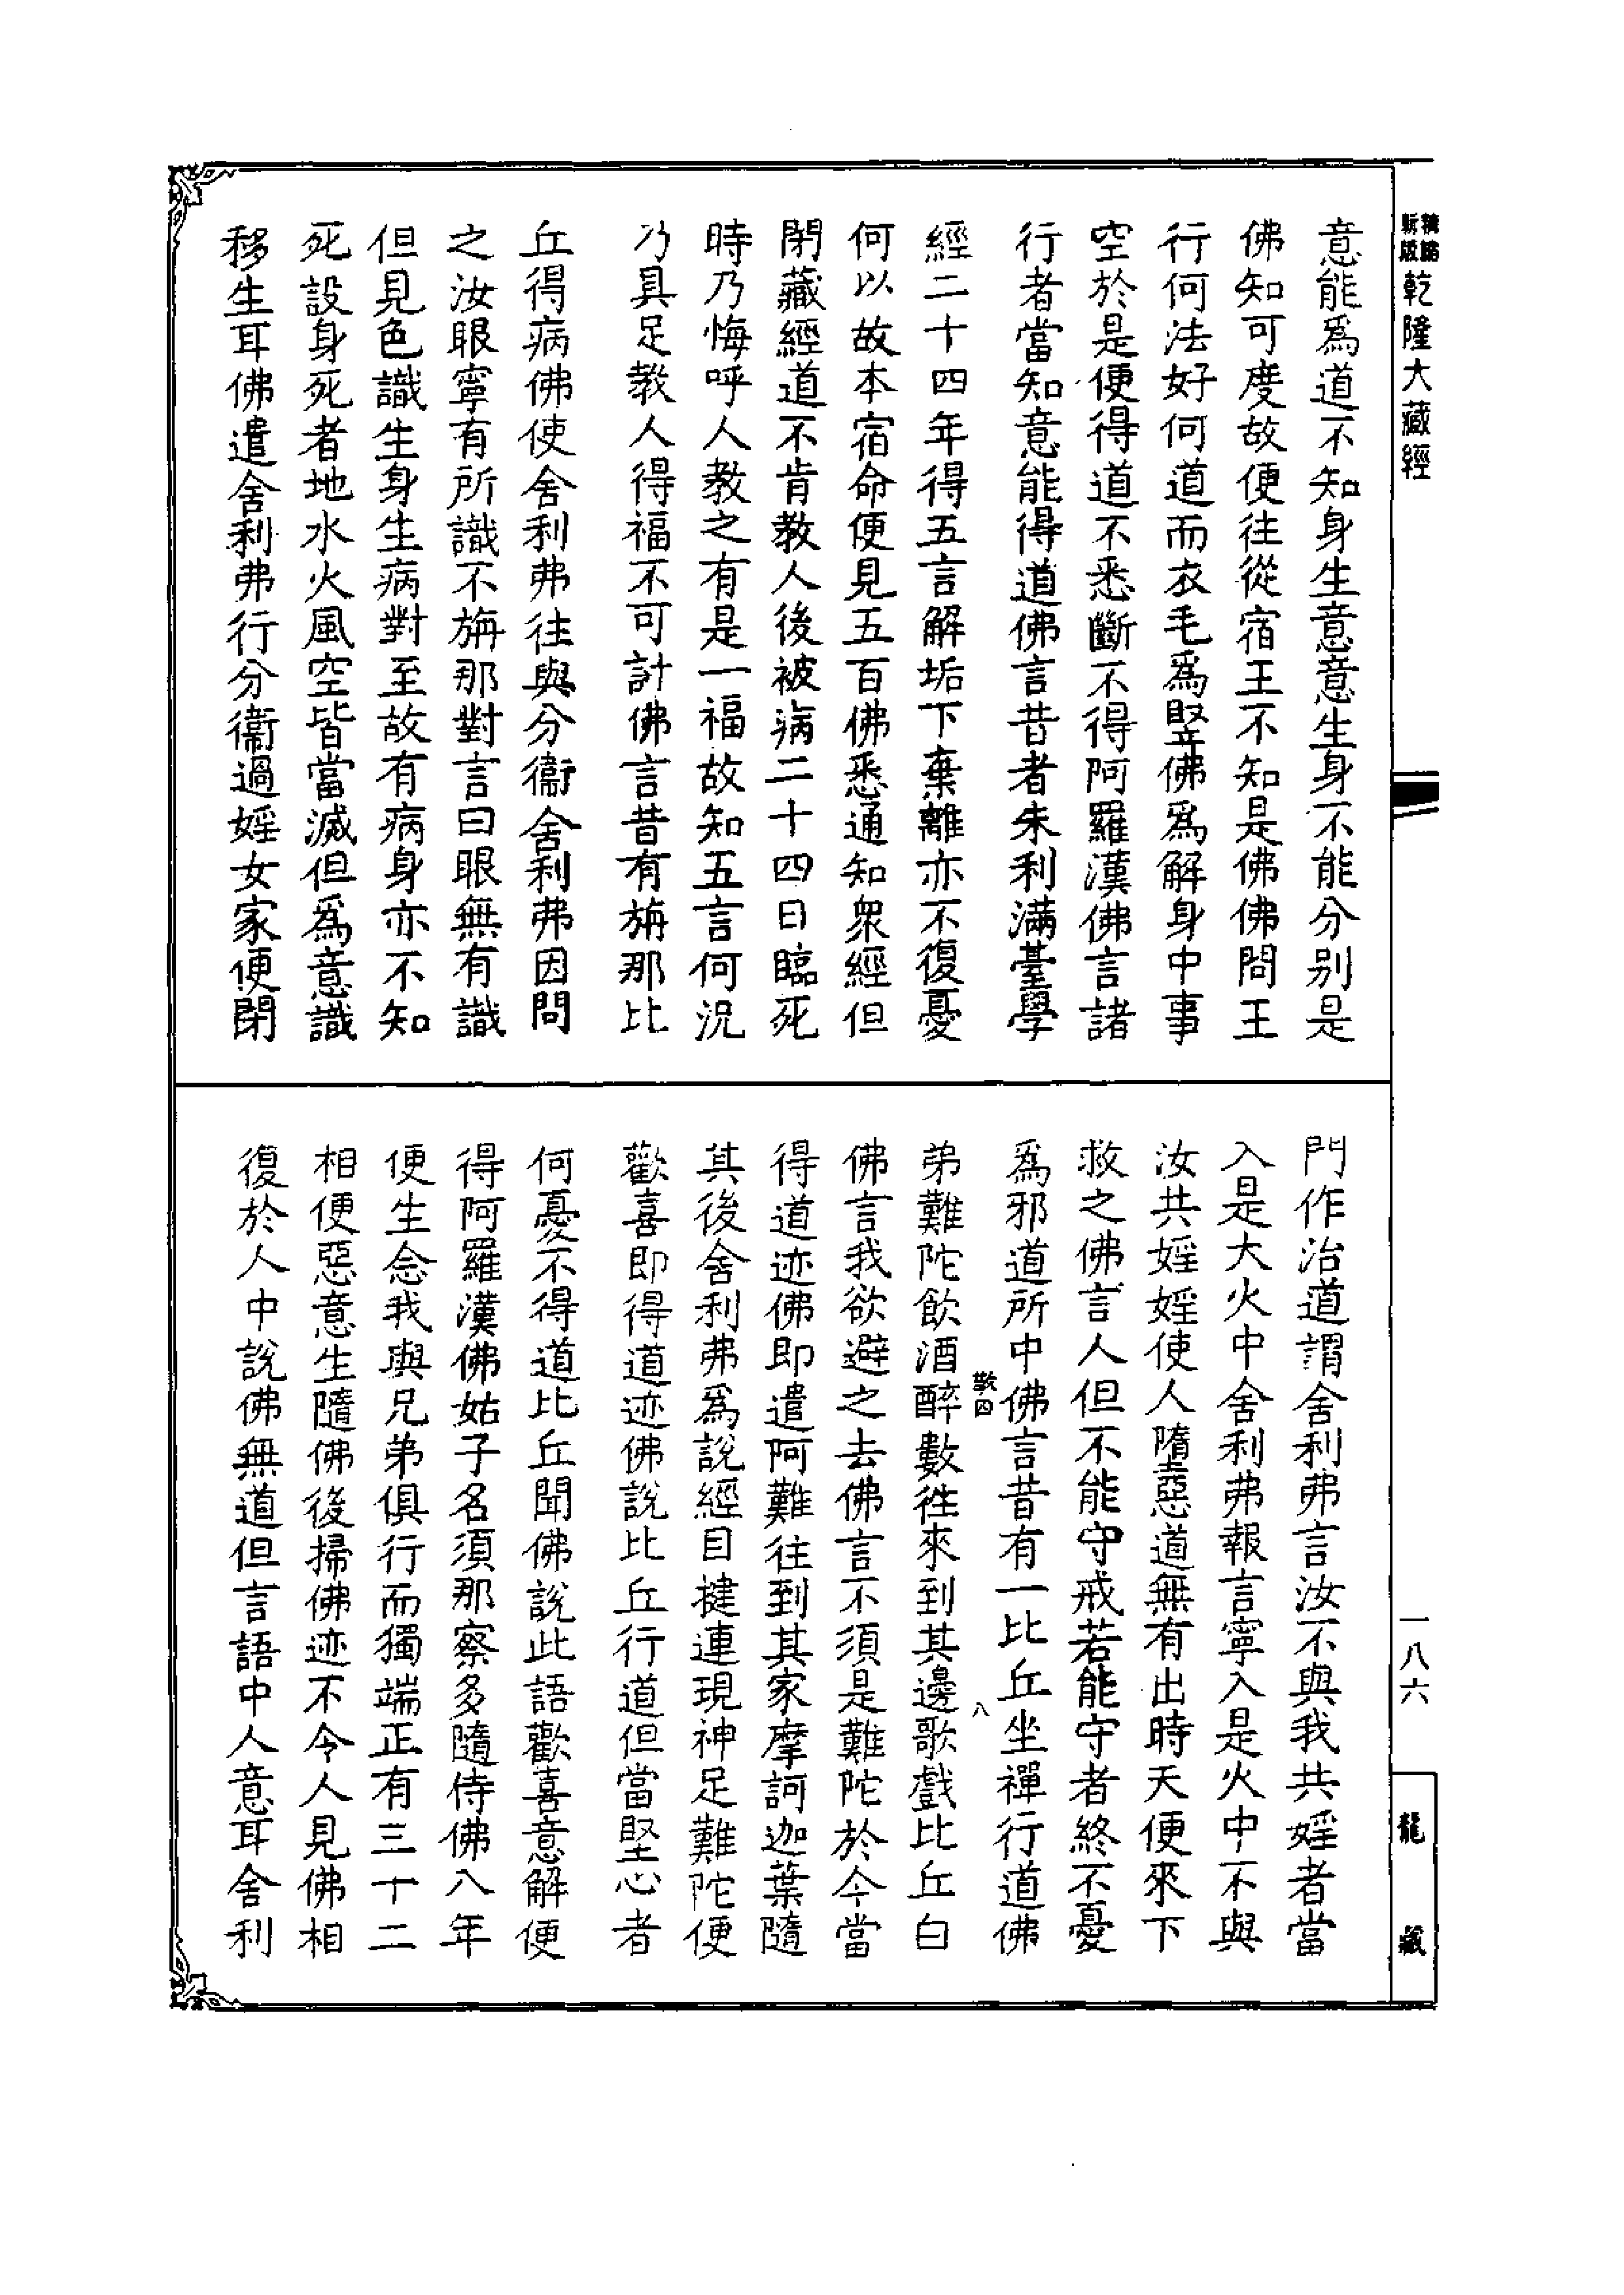 乾隆大藏經
意能爲道不知身生意意生身不能分别是
佛知可度故便往從宿王不知是佛佛問王
行何法好何道而衣毛爲竪佛爲解身中事
空於是便得道不悉斷不得阿羅漢佛言諸
行者當知意能得道佛言昔者朱利滿臺學
經二十四年得五言解垢下棄離亦不復憂
何以故本宿命便見五百佛悉通知衆經但
閉藏經道不肯教人後被病二十四日臨死
時乃悔呼人教之有是一福故知五言何況
乃具足教人得福不可計佛言昔有旃那比
丘得病佛使舍利弗往與分衞舍利弗因問
之汝眼寧有所識不旃那對言曰眼無有識
但見色識生身生病對至故有病身亦不知
死設身死者地水火風空皆當滅但爲意識
移生耳佛遣舍利弗行分衞過婬女家便閉
門作治道謂舍利弗言汝不與我共婬者當
入是大火中舍利弗報言寧入是火中不與
汝共婬婬使人隨惡道無有出時天便來下
救之佛言人但不能守戒若能守者終不憂
爲邪道所中佛言昔有一比丘坐禪行道佛
弟難陀飲酒醉數徃來到其邊歌戲比丘白
佛言我欲避之去佛言不須是難陀於今當
得道迹佛即遣阿難往到其家摩訶迦葉隨
其後舍利弗爲說經目揵連現神足難陀便
歡喜即得道迹佛說比丘行道但當堅心者
何憂不得道比丘聞佛說此語歡喜意解便
得阿羅漢佛姑子名須那察多隨侍佛八年
便生念我與兄弟俱行而獨端正有三十二
相便惡意生隨佛後掃佛迹不令人見佛相
復於人中說佛無道但言語中人意耳舍利
八
一八六
龍藏